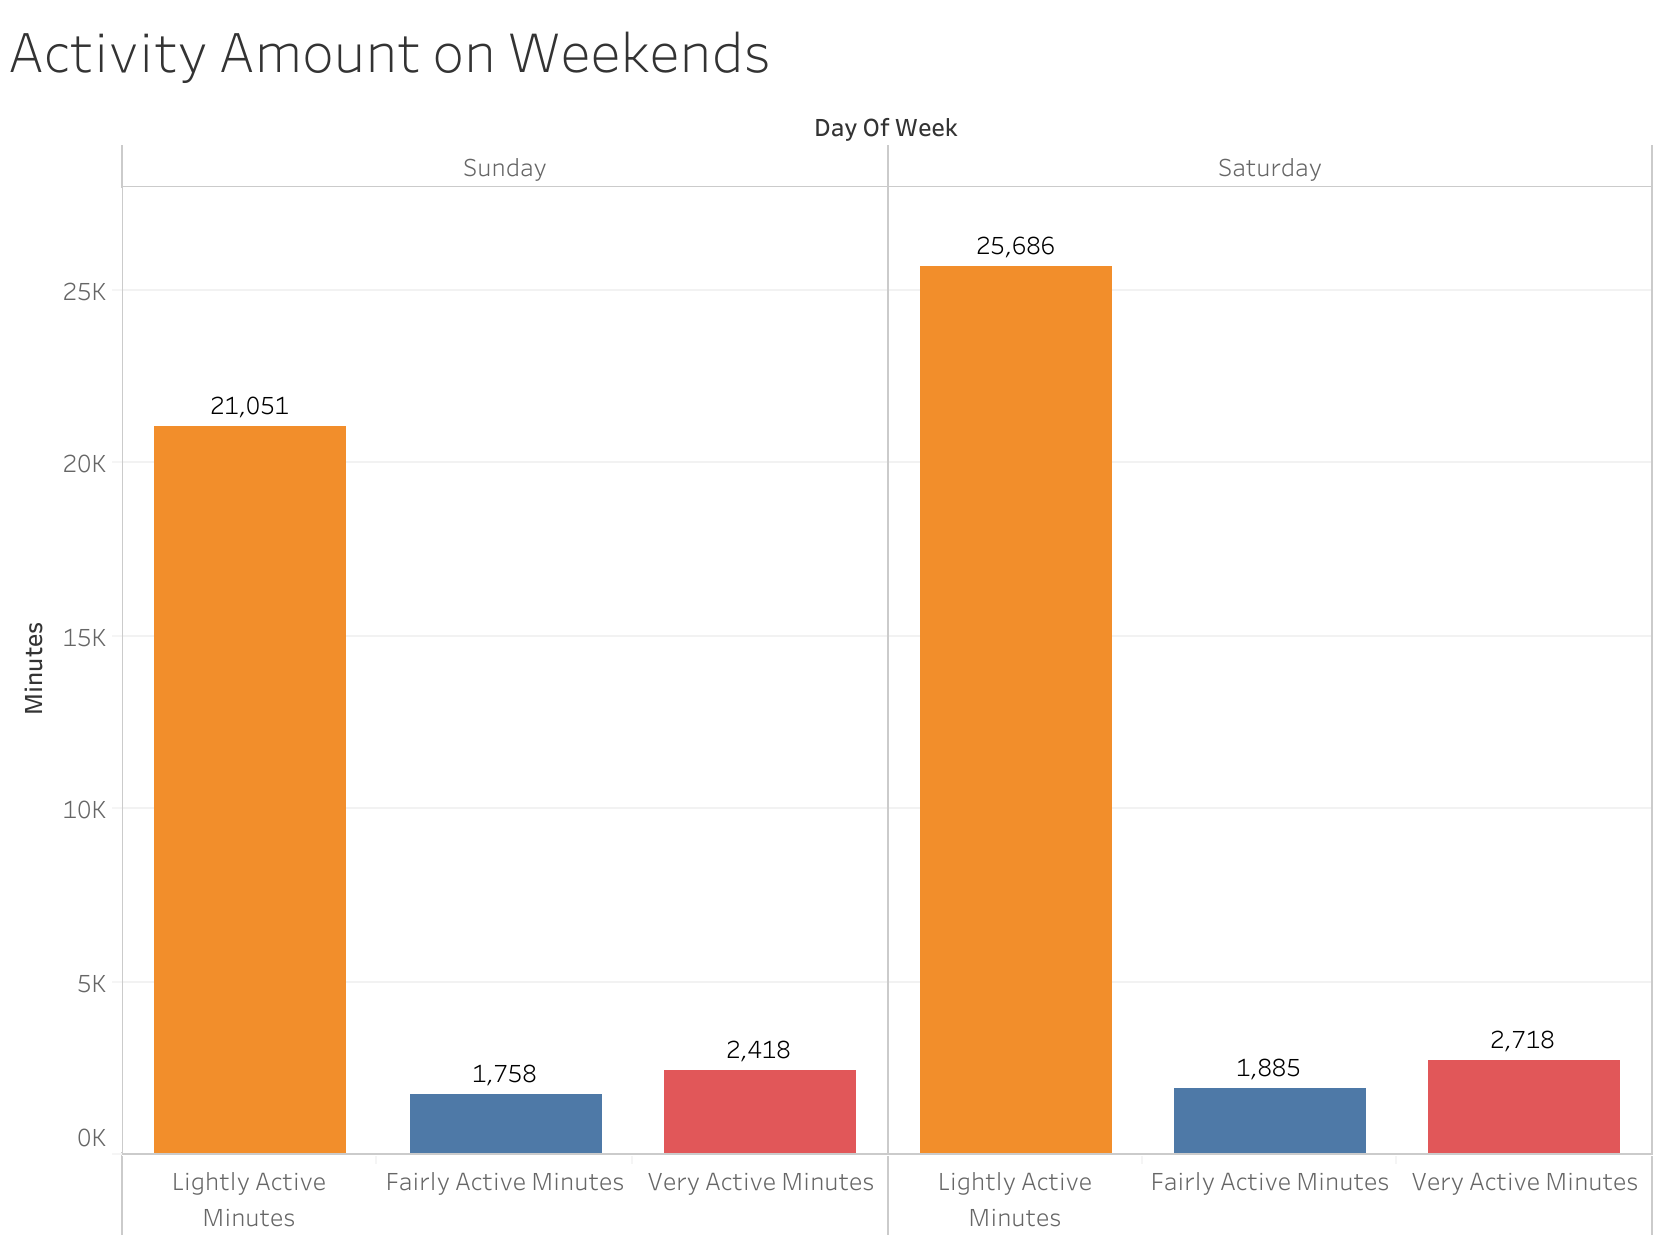 Activity Amount on Weekends
Day Of Week
Sunday
Saturday
25,686
25K
21,051
20K
Minutes
15K
10K
5K
2,718
2,418
1,885
1,758
0K
Lightly Active
Minutes
Fairly Active Minutes
Very Active Minutes
Lightly Active
Minutes
Fairly Active Minutes
Very Active Minutes